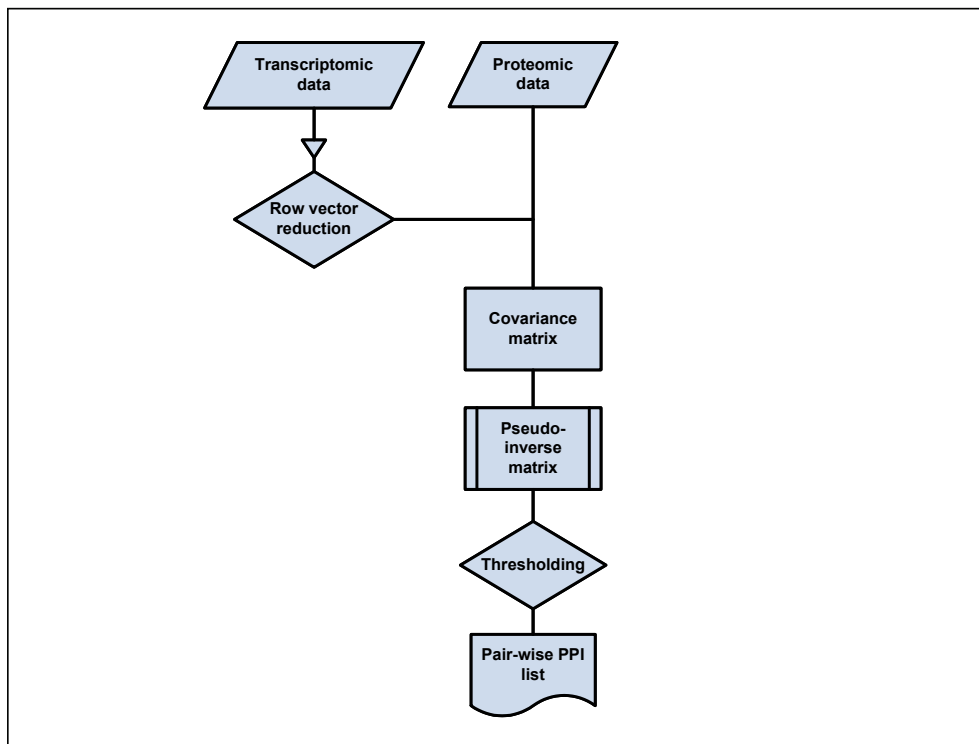 Transcriptomic
data
Proteomic
data
Row vector
reduction
Covariance
matrix
Pseudo-
inverse
matrix
Thresholding
Pair-wise PPI
list